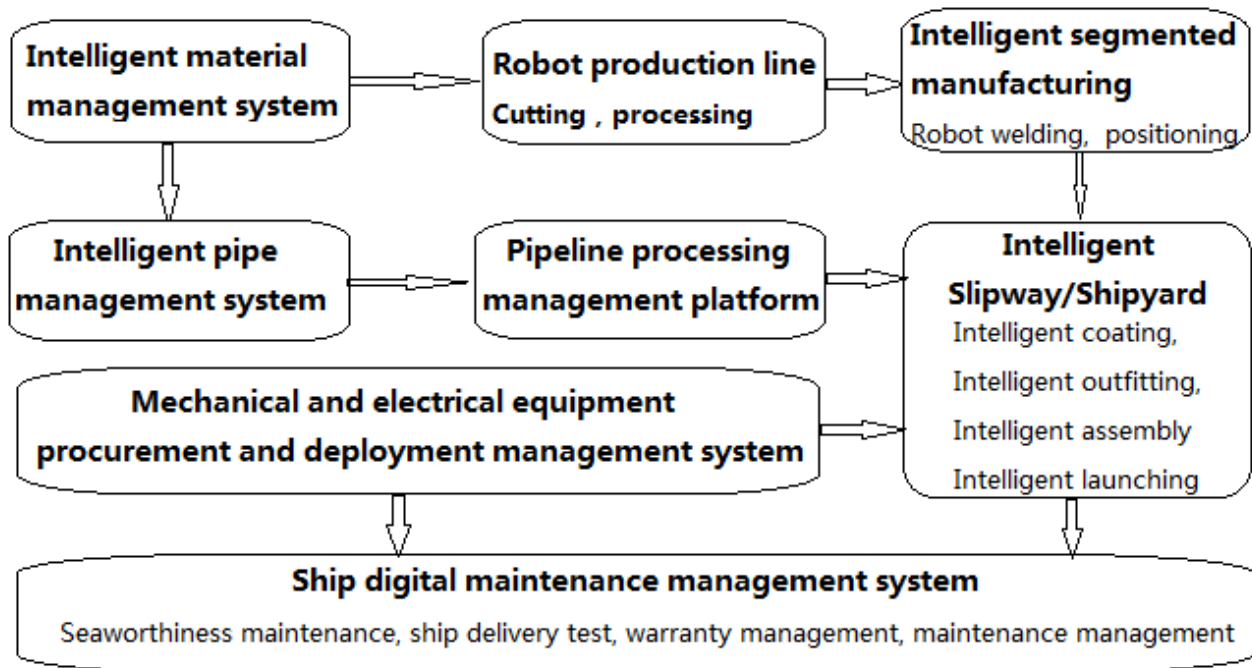 Intelligent material
management system
Robot production line
Cutting , processing
Intelligent segmented
manufacturing
Robot welding, positioning
Intelligent pipe
management system
Pipeline processing
management platform
Intelligent
Slipway/Shipyard
Intelligent coating,
Intelligent outfitting,
Intelligent assembly
Intelligent launching
Mechanical and electrical equipment
procurement and deployment management system
Ship digital maintenance management system
Seaworthiness maintenance, ship delivery test, warranty management, maintenance management